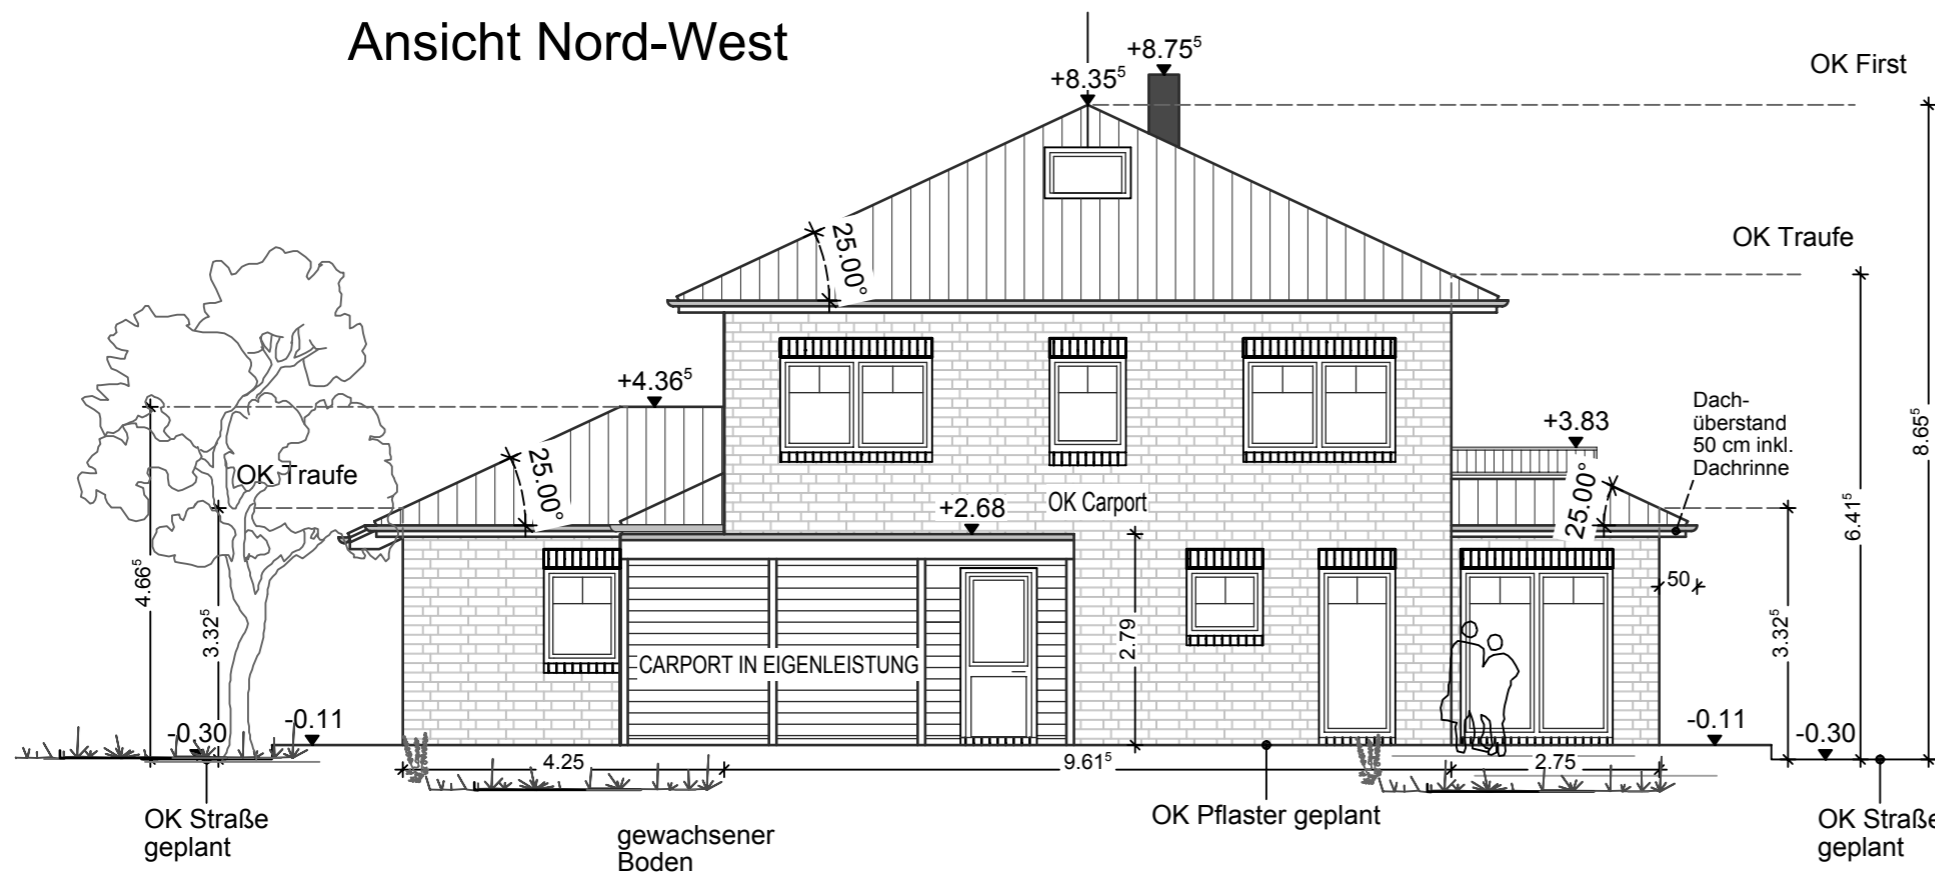 Ansicht Nord-West
+8.75⁵
+8.35⁵
OK First
OK Traufe
25.00°
+4.36⁵
Dach-
überstand
50 cm inkl.
Dachrinne
+3.83
8.65⁵
OK Traufe
25.00°
+2.68
OK Carport
25.00°
6.41⁵
4.66⁵
3.32⁵
2.79
50
3.32⁵
CARPORT IN EIGENLEISTUNG
-0.30
-0.11
-0.11
-0.30
4.25
9.61⁵
2.75
OK Straße
geplant
gewachsener
Boden
OK Pflaster geplant
OK Straße
geplant